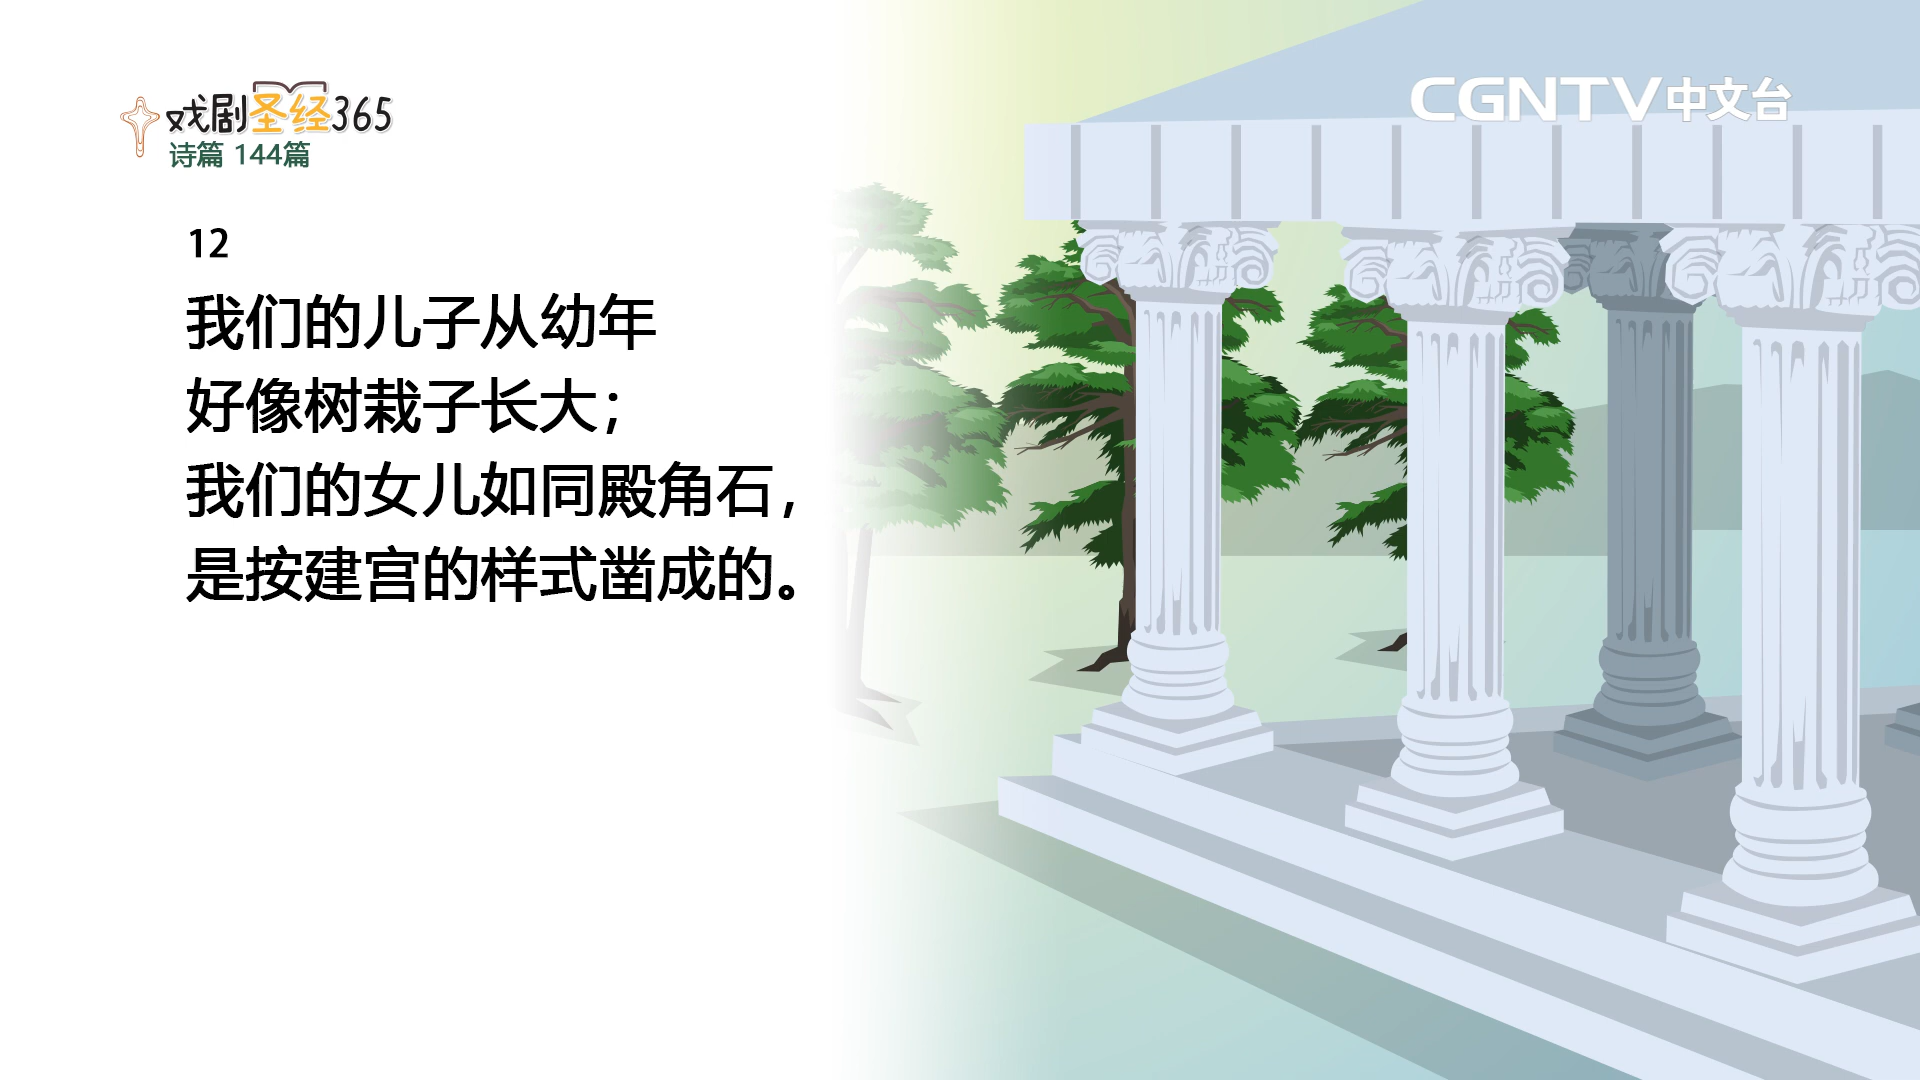 戏剧圣经365
诗篇 144篇
CGNTV中文台
12
我们的儿子从幼年
好像树栽子长大；
我们的女儿如同殿角石，
是按建宫的样式凿成的。